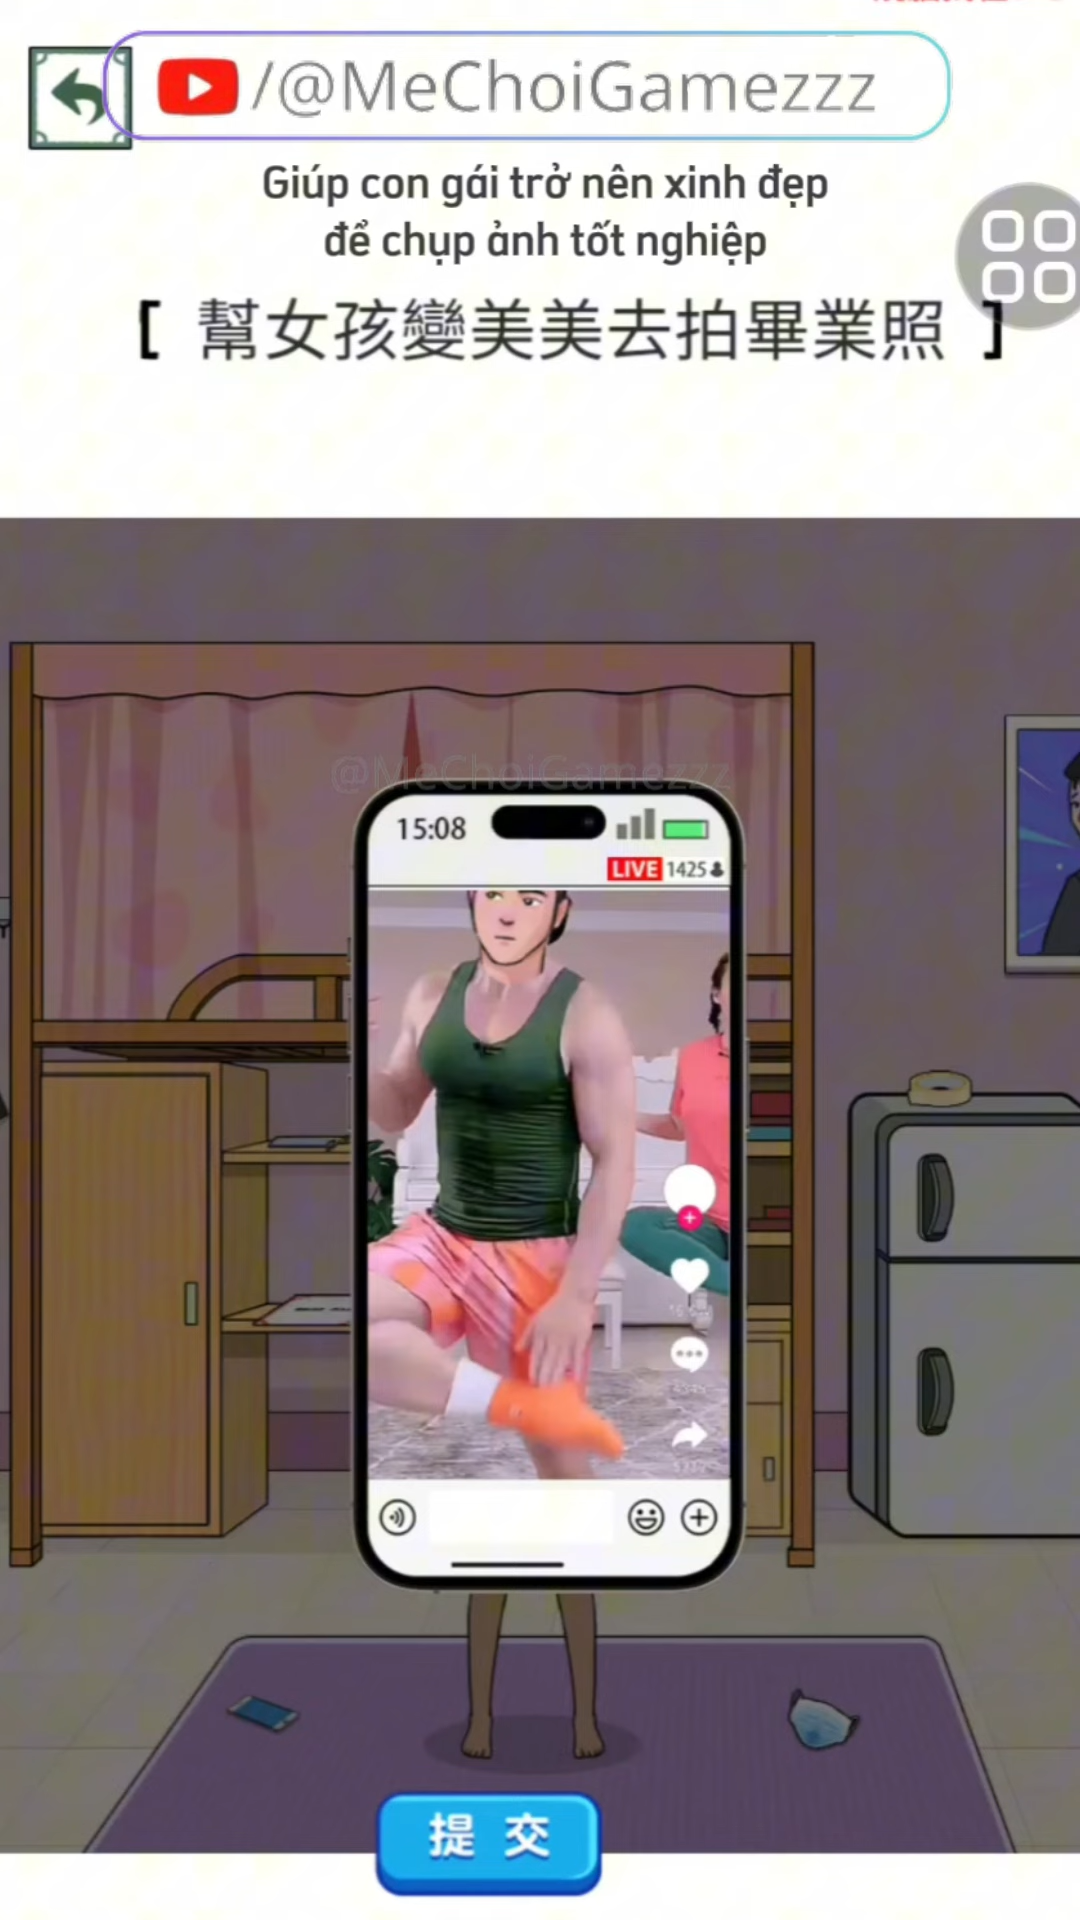 /@MeChoiGamezzz
Giúp con gái trở nên xinh đẹp
để chụp ảnh tốt nghiệp
[ 幫女孩變美美去拍畢業照 ]
@MeChoiGamezzz
15:08
LIVE 1425
提交